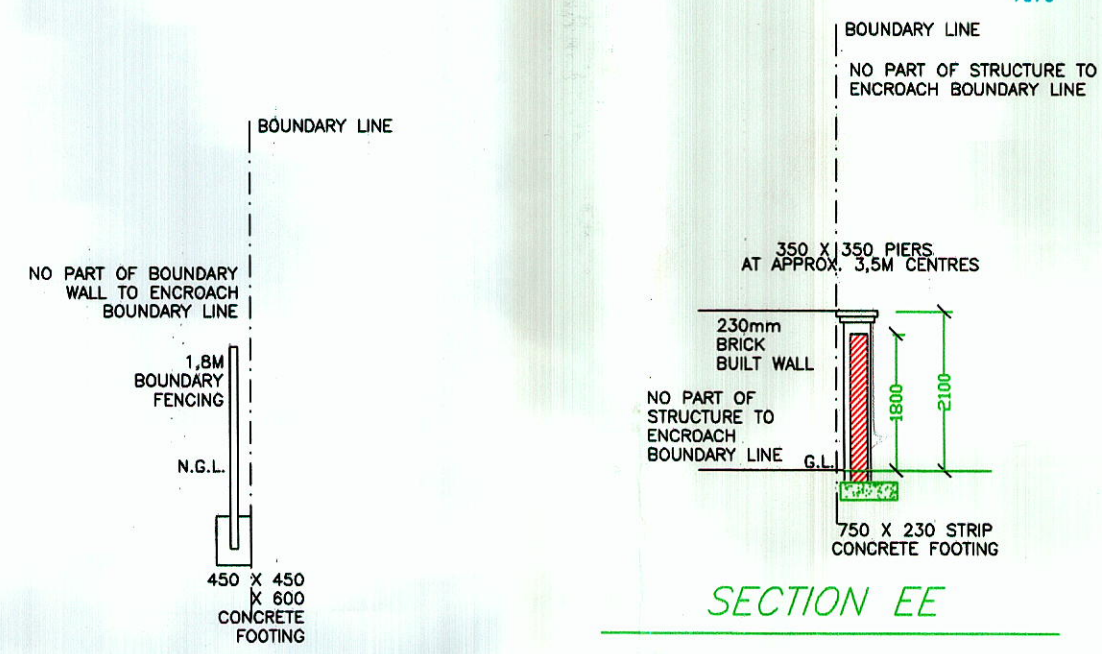 BOUNDARY LINE
NO PART OF BOUNDARY
WALL TO ENCROACH
BOUNDARY LINE
1,8M
BOUNDARY
FENCING
N.G.L.
450 X 450
X 600
CONCRETE
FOOTING
BOUNDARY LINE
NO PART OF STRUCTURE TO
ENCROACH BOUNDARY LINE
350 X 350 PIERS
AT APPROX. 3,5M CENTRES
230mm
BRICK
BUILT WALL
NO PART OF
STRUCTURE TO
ENCROACH
BOUNDARY LINE
G.L.
1800
2100
750 X 230 STRIP
CONCRETE FOOTING
SECTION EE